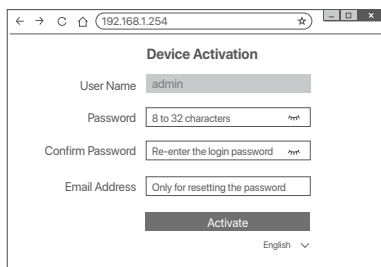 192.168.1.254
Device Activation
User Name admin
Password 8 to 32 characters
Confirm Password Re-enter the login password
Email Address Only for resetting the password
Activate
English